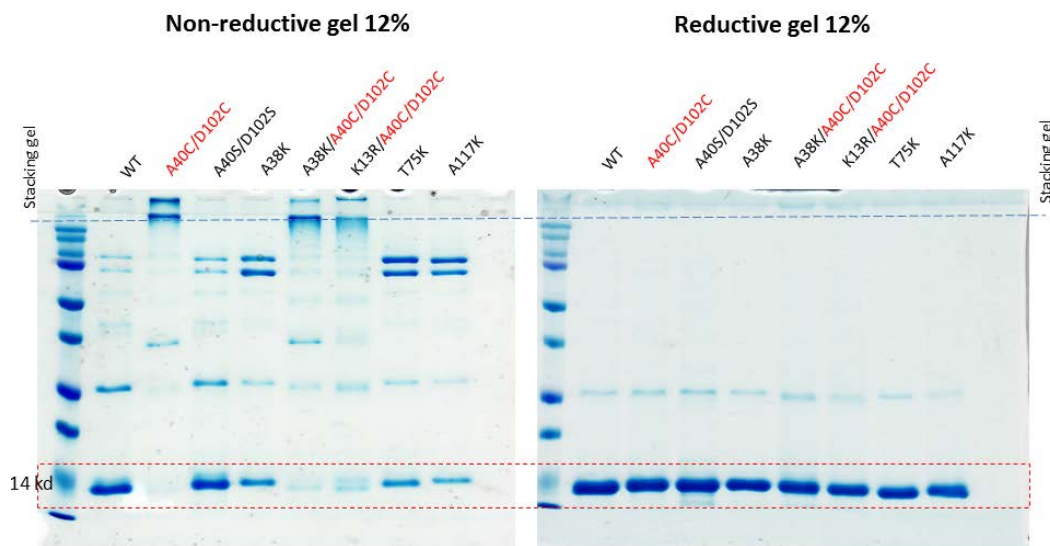 Non-reductive gel 12%
Reductive gel 12%
Stacking gel
WT
A40C/D102C
A40S/D102S
A38K
A38K/A40C/D102C
K13R/A40C/D102C
T75K
A117K
WT
A40C/D102C
A40S/D102S
A38K
A38K/A40C/D102C
K13R/A40C/D102C
T75K
A117K
Stacking gel
14 kd